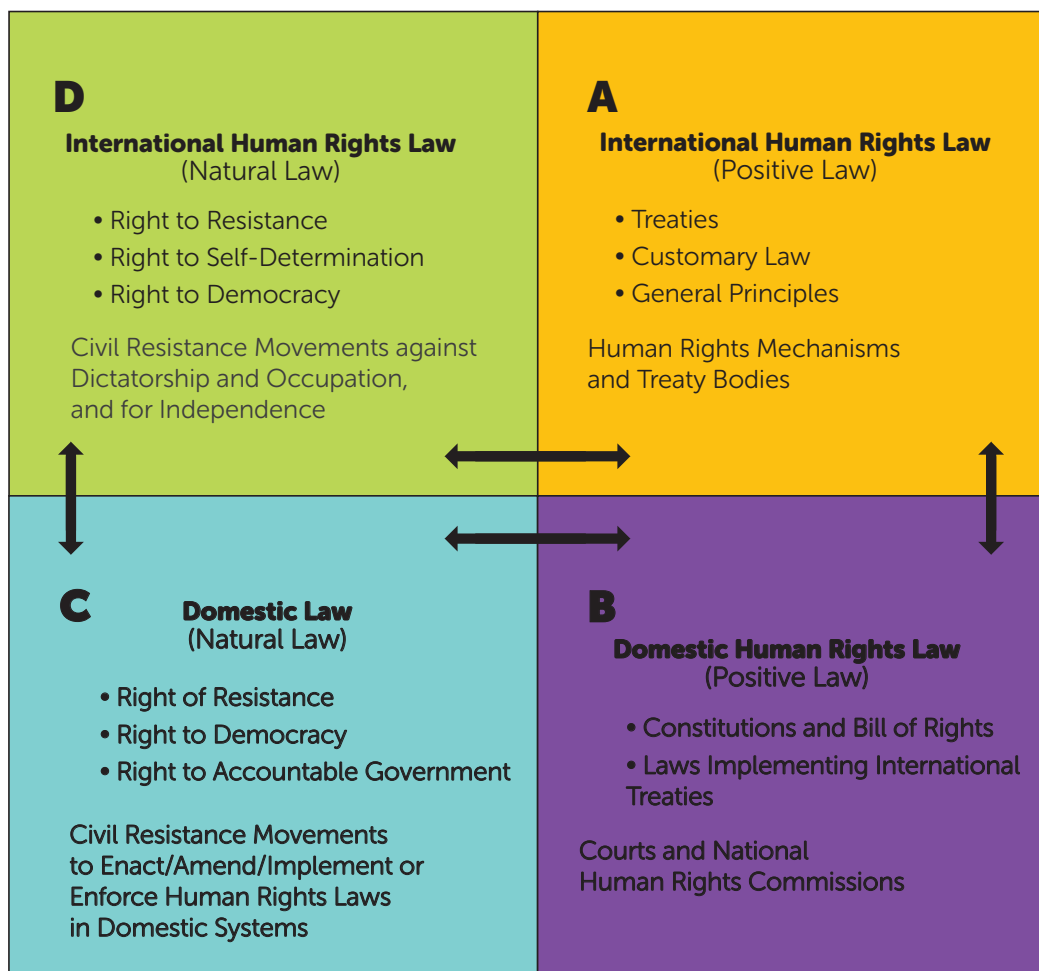 D
International Human Rights Law
(Natural Law)
• Right to Resistance
• Right to Self-Determination
• Right to Democracy
Civil Resistance Movements against
Dictatorship and Occupation,
and for Independence
A
International Human Rights Law
(Positive Law)
• Treaties
• Customary Law
• General Principles
Human Rights Mechanisms
and Treaty Bodies
C
Domestic Law
(Natural Law)
• Right of Resistance
• Right to Democracy
• Right to Accountable Government
Civil Resistance Movements
to Enact/Amend/Implement or
Enforce Human Rights Laws
in Domestic Systems
B
Domestic Human Rights Law
(Positive Law)
• Constitutions and Bill of Rights
• Laws Implementing International
Treaties
Courts and National
Human Rights Commissions